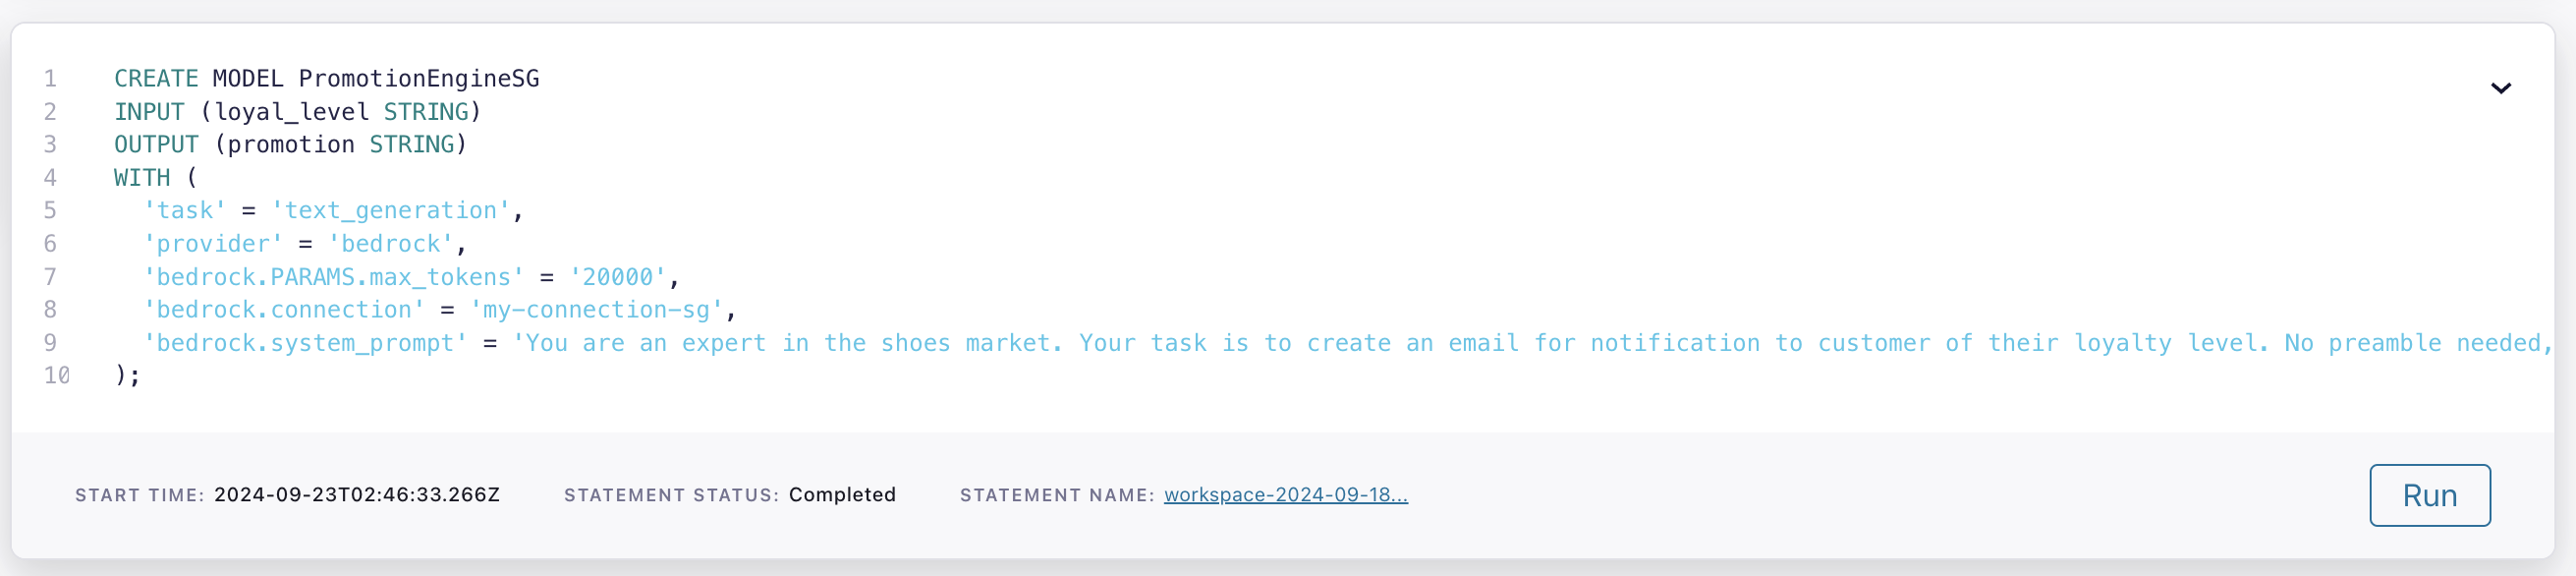 1 CREATE MODEL PromotionEngineSG
2 INPUT (loyal_level STRING)
3 OUTPUT (promotion STRING)
4 WITH (
5 'task' = 'text_generation',
6 'provider' = 'bedrock',
7 'bedrock.PARAMS.max_tokens' = '20000',
8 'bedrock.connection' = 'my-connection-sg',
9 'bedrock.system_prompt' = 'You are an expert in the shoes market. Your task is to create an email for notification to customer of their loyalty level. No preamble needed,
10 );
START TIME: 2024-09-23T02:46:33.266Z STATEMENT STATUS: Completed STATEMENT NAME: workspace-2024-09-18... Run